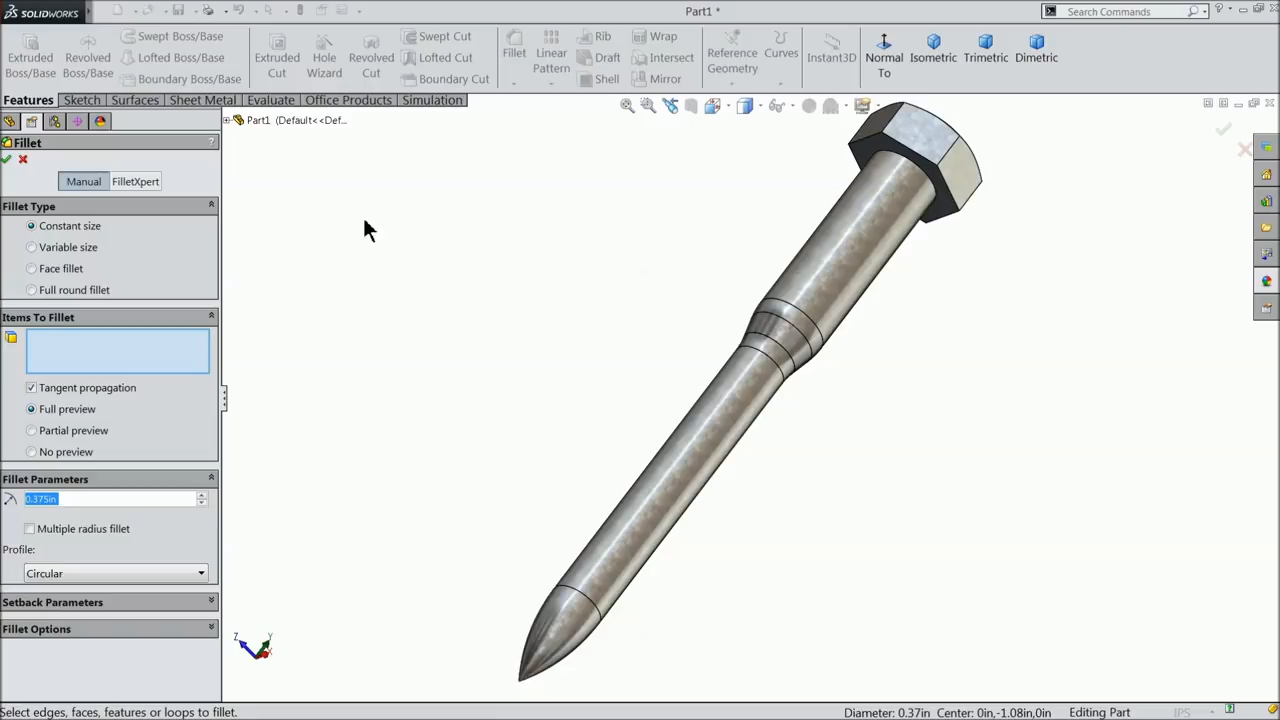 SOLIDWORKS
Part1 *
Search Commands
Extruded Boss/Base
Revolved Boss/Base
Swept Boss/Base
Lofted Boss/Base
Boundary Boss/Base
Extruded Cut
Hole Wizard
Revolved Cut
Swept Cut
Lofted Cut
Boundary Cut
Fillet
Linear Pattern
Rib
Draft
Shell
Wrap
Intersect
Mirror
Reference Geometry
Curves
Instant3D
Normal To
Isometric
Trimetric
Dimetric
Features
Sketch
Surfaces
Sheet Metal
Evaluate
Office Products
Simulation
Part1 (Default<<Def...
Fillet
?
Manual
FilletXpert
Fillet Type
Constant size
Variable size
Face fillet
Full round fillet
Items To Fillet
Tangent propagation
Full preview
Partial preview
No preview
Fillet Parameters
0.375in
Multiple radius fillet
Profile:
Circular
Setback Parameters
Fillet Options
Z
Y
X
Select edges, faces, features or loops to fillet.
Diameter: 0.37in Center: 0in,-1.08in,0in
Editing Part
IPS